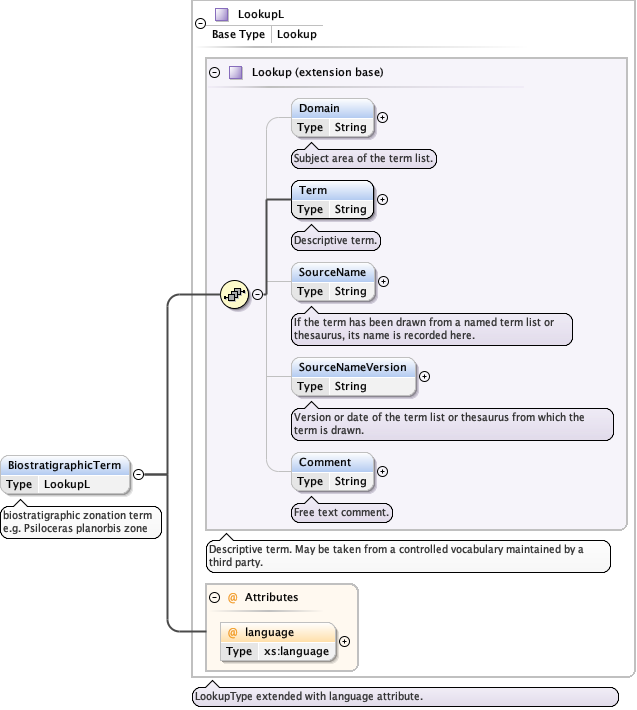 LookupL
Base Type Lookup
Lookup (extension base)
Domain
Type String
Subject area of the term list.
Term
Type String
Descriptive term.
SourceName
Type String
If the term has been drawn from a named term list or
thesaurus, its name is recorded here.
SourceNameVersion
Type String
Version or date of the term list or thesaurus from which the
term is drawn.
Comment
Type String
Free text comment.
BiostratigraphicTerm
Type LookupL
biostratigraphic zonation term
e.g. Psiloceras planorbis zone
Descriptive term. May be taken from a controlled vocabulary maintained by a
third party.
@ Attributes
@ language
Type xs:language
LookupType extended with language attribute.